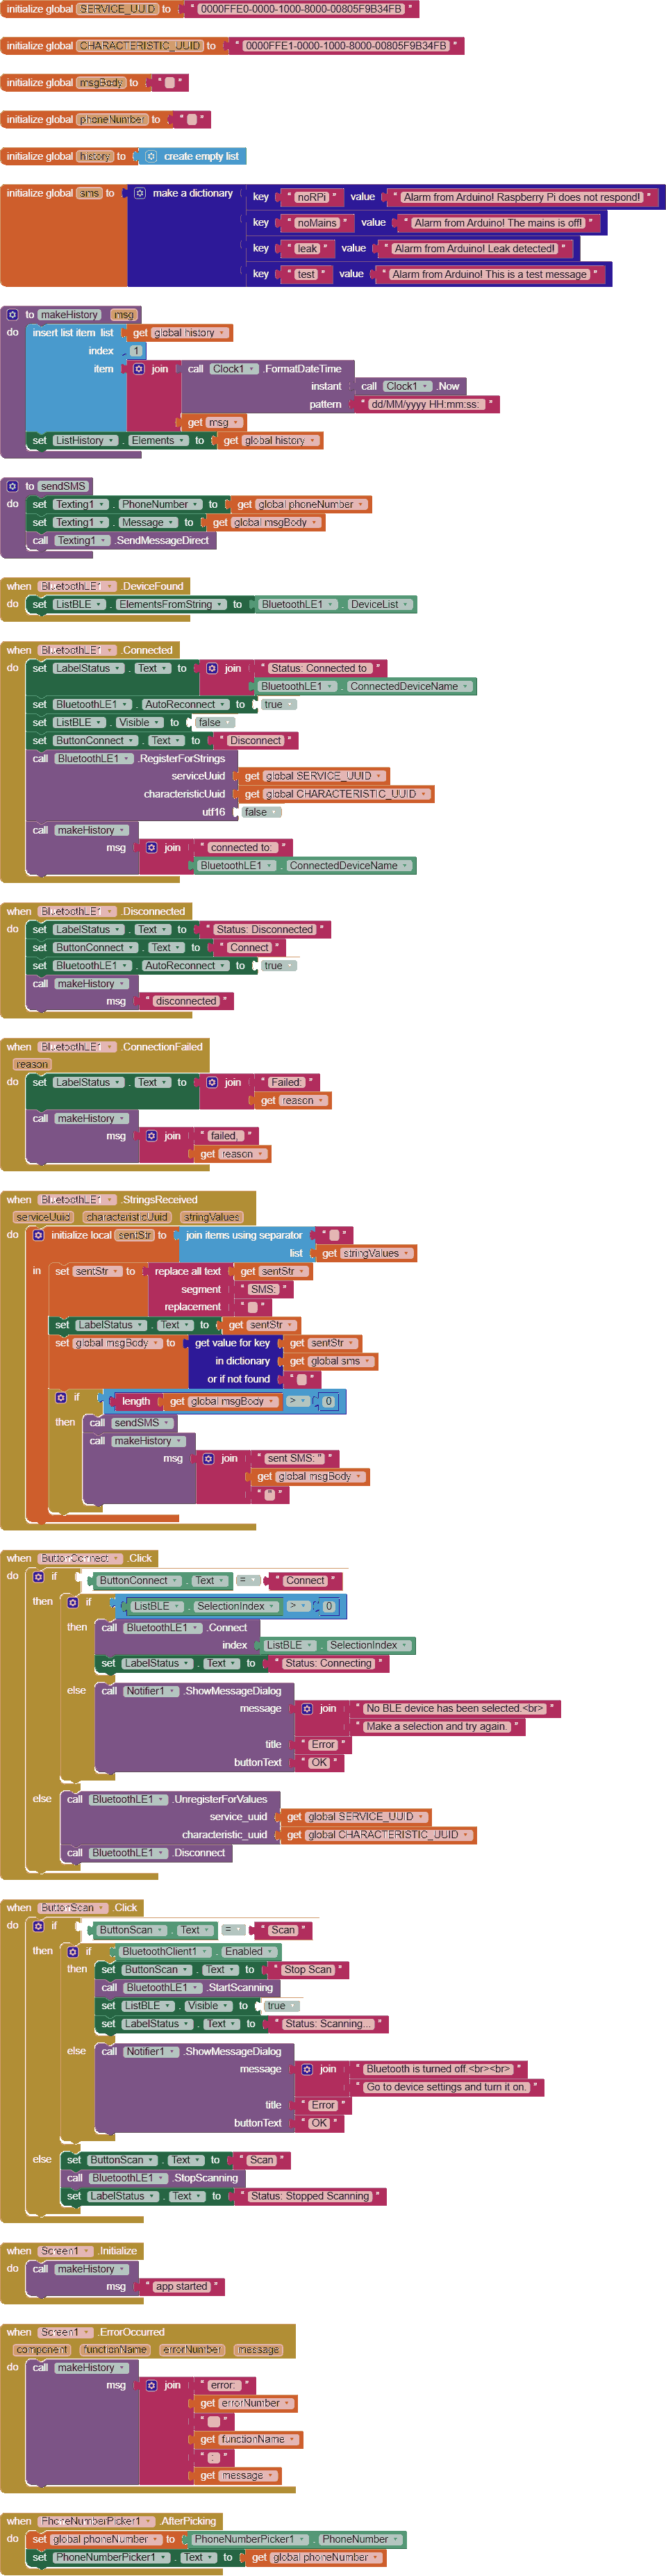 initialize global SERVICE_UUID to " 0000FFE0-0000-1000-8000-00805F9B34FB "
initialize global CHARACTERISTIC_UUID to " 0000FFE1-0000-1000-8000-00805F9B34FB "
initialize global msgBody to " "
initialize global phoneNumber to " "
initialize global history to create empty list
initialize global sms to make a dictionary key " noRPi " value " Alarm from Arduino! Raspberry Pi does not respond! "
key " noMains " value " Alarm from Arduino! The mains is off! "
key " leak " value " Alarm from Arduino! Leak detected! "
key " test " value " Alarm from Arduino! This is a test message "
to makeHistory msg
do insert list item list get global history
index 1
item join call Clock1 .FormatDateTime
instant call Clock1 .Now
pattern " dd/MM/yyyy HH:mm:ss: "
get msg
set ListHistory . Elements to get global history
to sendSMS
do set Texting1 . PhoneNumber to get global phoneNumber
set Texting1 . Message to get global msgBody
call Texting1 .SendMessageDirect
when BluetoothLE1 .DeviceFound
do set ListBLE . ElementsFromString to BluetoothLE1 . DeviceList
when BluetoothLE1 .Connected
do set LabelStatus . Text to join " Status: Connected to "
BluetoothLE1 . ConnectedDeviceName
set BluetoothLE1 . AutoReconnect to true
set ListBLE . Visible to false
set ButtonConnect . Text to " Disconnect "
call BluetoothLE1 .RegisterForStrings
serviceUuid get global SERVICE_UUID
characteristicUuid get global CHARACTERISTIC_UUID
utf16 false
call makeHistory
msg join " connected to: "
BluetoothLE1 . ConnectedDeviceName
when BluetoothLE1 .Disconnected
do set LabelStatus . Text to " Status: Disconnected "
set ButtonConnect . Text to " Connect "
set BluetoothLE1 . AutoReconnect to true
call makeHistory
msg " disconnected "
when BluetoothLE1 .ConnectionFailed
reason
do set LabelStatus . Text to join " Failed: "
get reason
call makeHistory
msg join " failed, "
get reason
when BluetoothLE1 .StringsReceived
serviceUuid characteristicUuid stringValues
do initialize local sentStr to join items using separator " "
list get stringValues
in set sentStr to replace all text get sentStr
segment " SMS: "
replacement " "
set LabelStatus . Text to get sentStr
set global msgBody to get value for key get sentStr
in dictionary get global sms
or if not found " "
if length get global msgBody > 0
then call sendSMS
call makeHistory
msg join " sent SMS: " "
get global msgBody
" " "
when ButtonConnect .Click
do if ButtonConnect . Text = " Connect "
then if ListBLE . SelectionIndex > 0
then call BluetoothLE1 .Connect
index ListBLE . SelectionIndex
set LabelStatus . Text to " Status: Connecting "
else call Notifier1 .ShowMessageDialog
message join " No BLE device has been selected.<br> "
" Make a selection and try again. "
title " Error "
buttonText " OK "
else call BluetoothLE1 .UnregisterForValues
service_uuid get global SERVICE_UUID
characteristic_uuid get global CHARACTERISTIC_UUID
call BluetoothLE1 .Disconnect
when ButtonScan .Click
do if ButtonScan . Text = " Scan "
then if BluetoothClient1 . Enabled
then set ButtonScan . Text to " Stop Scan "
call BluetoothLE1 .StartScanning
set ListBLE . Visible to true
set LabelStatus . Text to " Status: Scanning... "
else call Notifier1 .ShowMessageDialog
message join " Bluetooth is turned off.<br><br> "
" Go to device settings and turn it on. "
title " Error "
buttonText " OK "
else set ButtonScan . Text to " Scan "
call BluetoothLE1 .StopScanning
set LabelStatus . Text to " Status: Stopped Scanning "
when Screen1 .Initialize
do call makeHistory
msg " app started "
when Screen1 .ErrorOccurred
component functionName errorNumber message
do call makeHistory
msg join " error: "
get errorNumber
" "
get functionName
" : "
get message
when PhoneNumberPicker1 .AfterPicking
do set global phoneNumber to PhoneNumberPicker1 . PhoneNumber
set PhoneNumberPicker1 . Text to get global phoneNumber